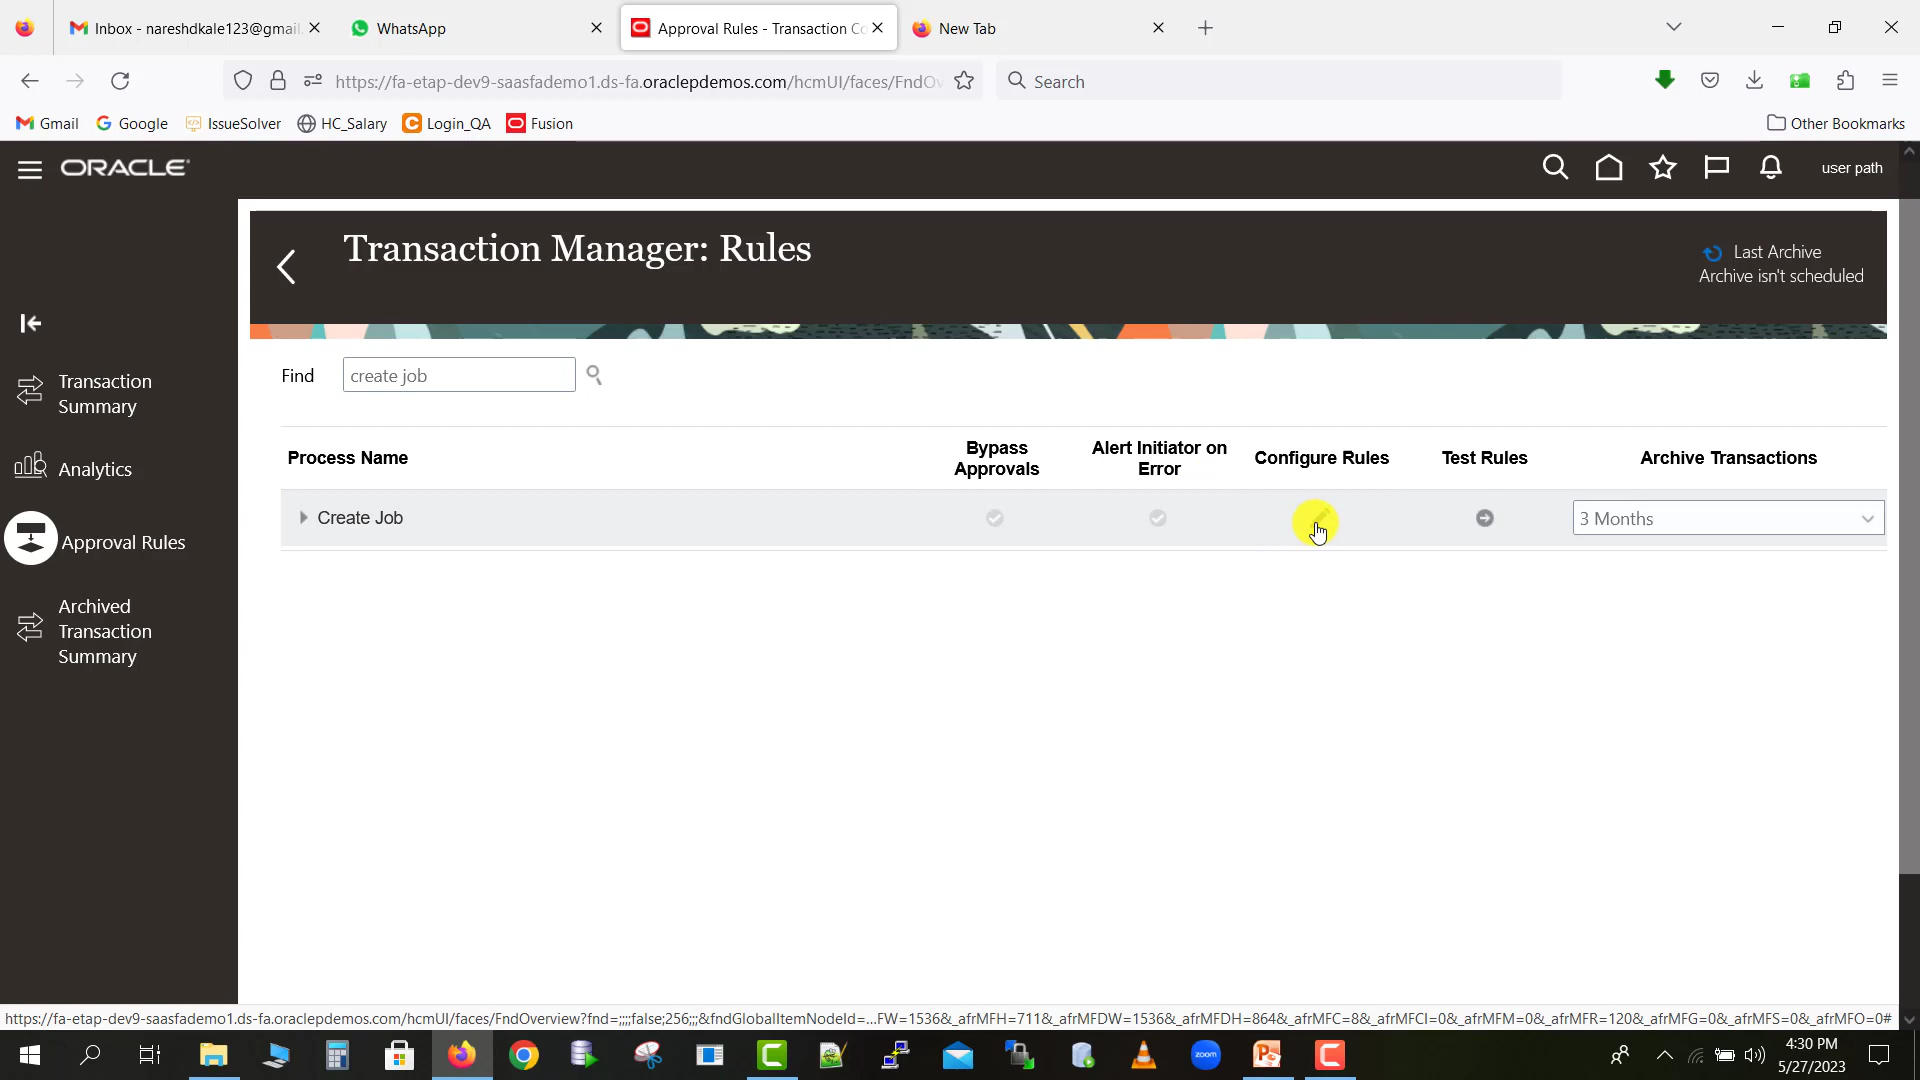 Inbox - nareshdkale123@gmail.
WhatsApp
Approval Rules - Transaction Co
New Tab
https://fa-etap-dev9-saasfademo1.ds-fa.oraclepdemos.com/hcmUI/faces/FndOv
Search
Gmail
Google
IssueSolver
HC_Salary
Login_QA
Fusion
Other Bookmarks
ORACLE
user path
Transaction Manager: Rules
Last Archive
Archive isn't scheduled
Transaction
Summary
Analytics
Approval Rules
Archived
Transaction
Summary
Find
create job
Process Name
Bypass
Approvals
Alert Initiator on
Error
Configure Rules
Test Rules
Archive Transactions
Create Job
3 Months
https://fa-etap-dev9-saasfademo1.ds-fa.oraclepdemos.com/hcmUI/faces/FndOverview?fnd=;;;;false;256;;;&fndGlobalItemNodeId=...FW=1536&_afrMFH=711&_afrMFDW=1536&_afrMFDH=864&_afrMFC=8&_afrMFCI=0&_afrMFM=0&_afrMFR=120&_afrMFG=0&_afrMFS=0&_afrMFO=0#
zoom
4:30 PM
5/27/2023